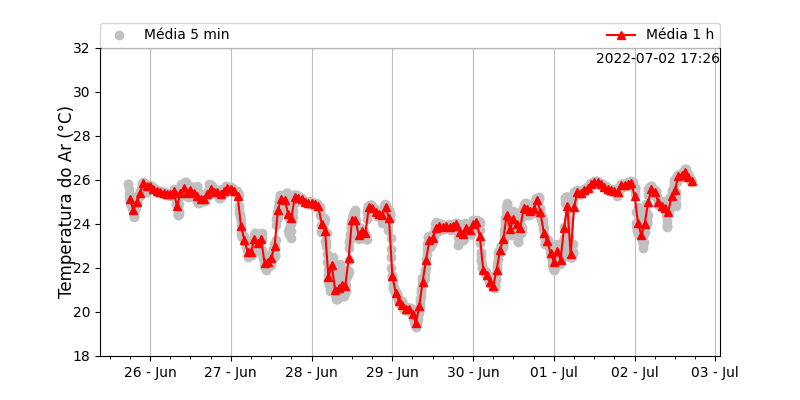 Média 5 min
Média 1 h
2022-07-02 17:26
Temperatura do Ar (°C)
32
30
28
26
24
22
20
18
26 - Jun
27 - Jun
28 - Jun
29 - Jun
30 - Jun
01 - Jul
02 - Jul
03 - Jul